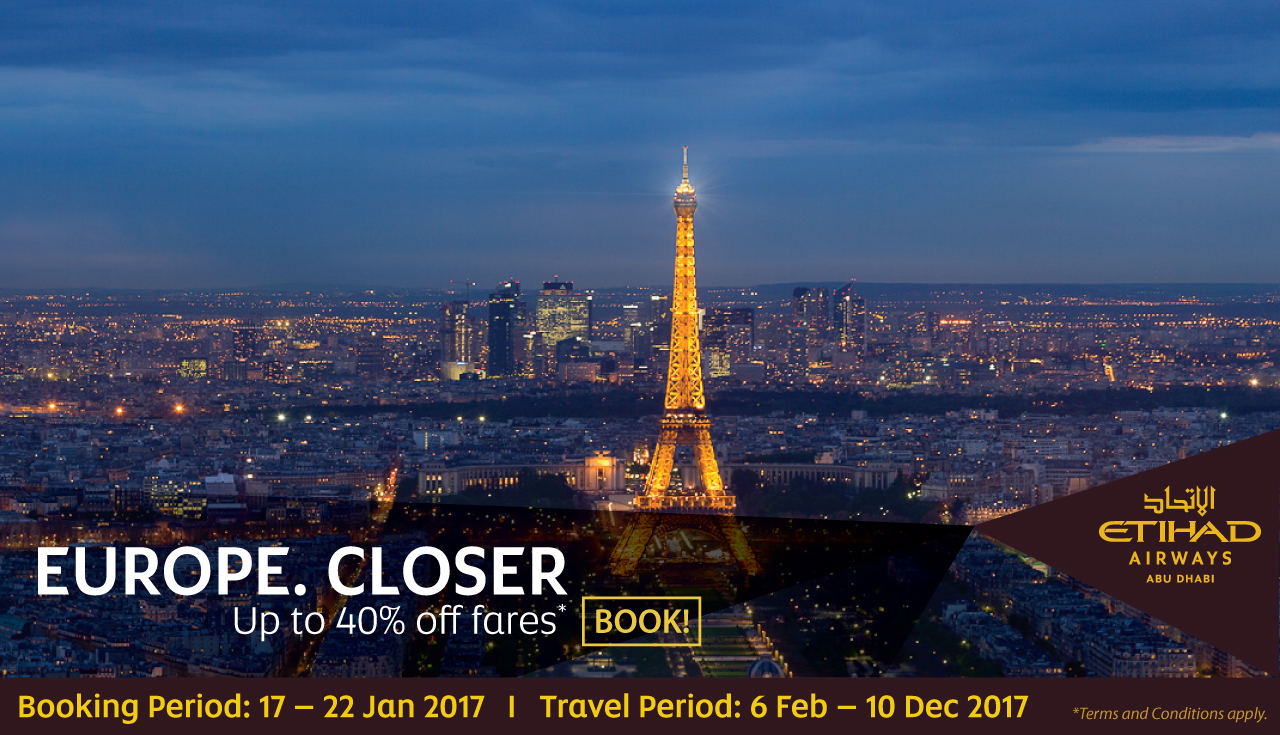 EUROPE. CLOSER
Up to 40% off fares*
BOOK!
الإتحاد
ETIHAD
AIRWAYS
ABU DHABI
Booking Period: 17 – 22 Jan 2017 | Travel Period: 6 Feb – 10 Dec 2017
*Terms and Conditions apply.